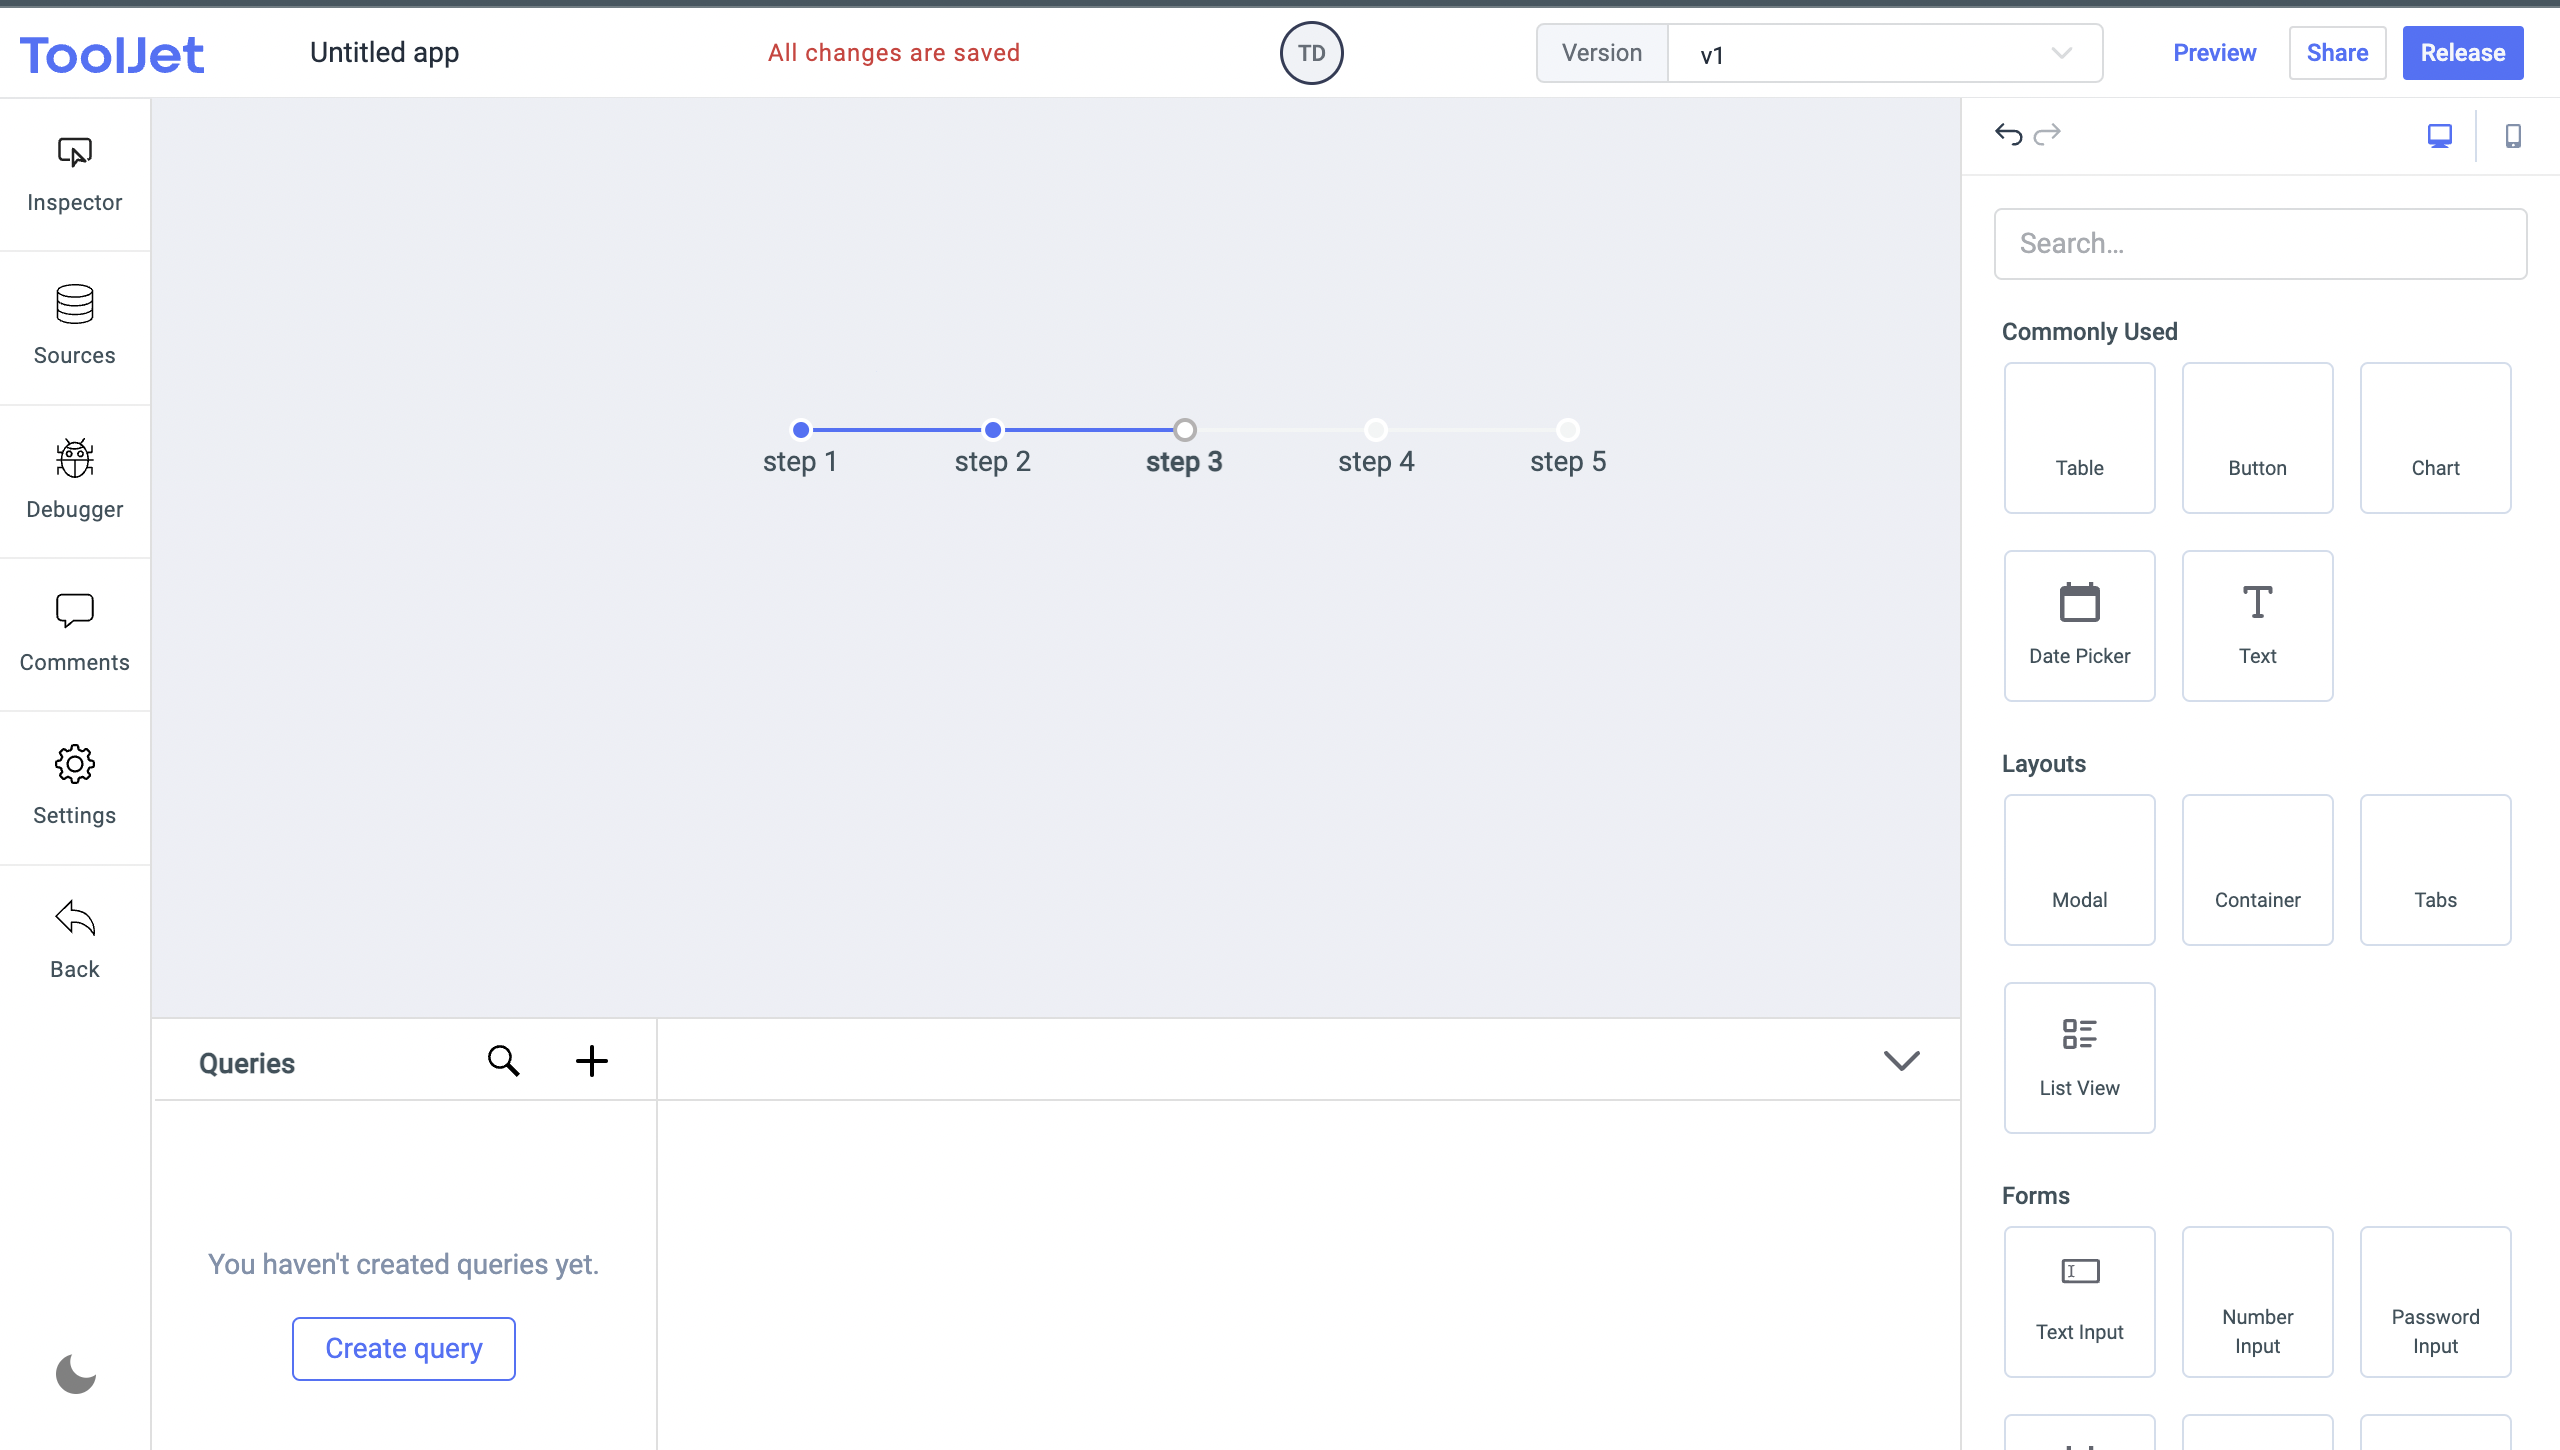 ToolJet
Untitled app
All changes are saved
TD
Version
v1
Preview
Share
Release
Inspector
Sources
Debugger
Comments
Settings
Back
step 1
step 2
step 3
step 4
step 5
Queries
You haven't created queries yet.
Create query
Search...
Commonly Used
Table
Button
Chart
Date Picker
Text
Layouts
Modal
Container
Tabs
List View
Forms
Text Input
Number
Input
Password
Input